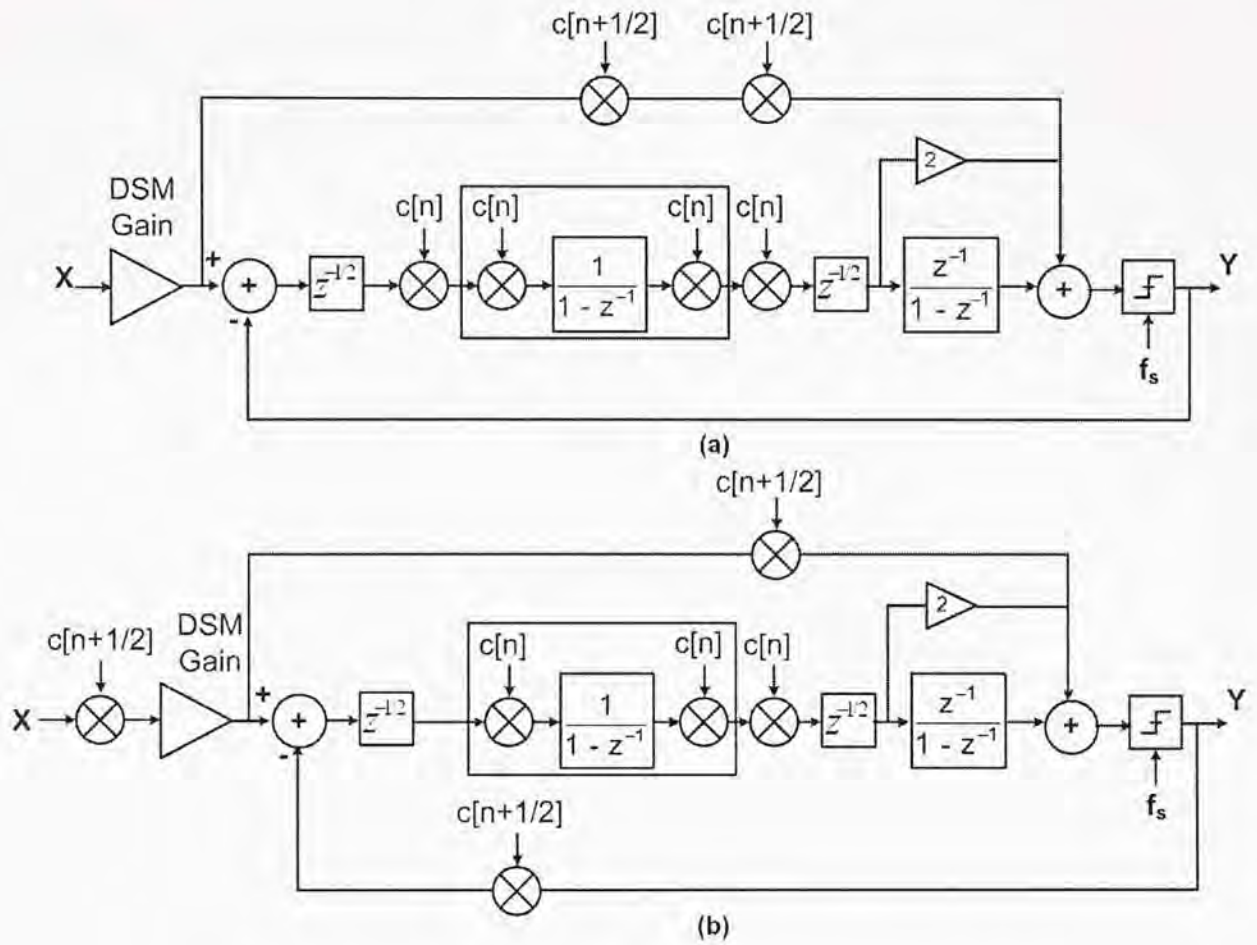 c[n+1/2] c[n+1/2]
2
DSM
Gain
c[n] c[n] c[n] c[n]
X + + z^{-1/2} 1 / 1 - z^{-1} z^{-1/2} z^{-1} / 1 - z^{-1} + Y
-
f_s
(a)
c[n+1/2]
2
c[n+1/2]
DSM
Gain
c[n] c[n] c[n]
X + + z^{-1/2} 1 / 1 - z^{-1} z^{-1/2} z^{-1} / 1 - z^{-1} + Y
-
f_s
c[n+1/2]
(b)